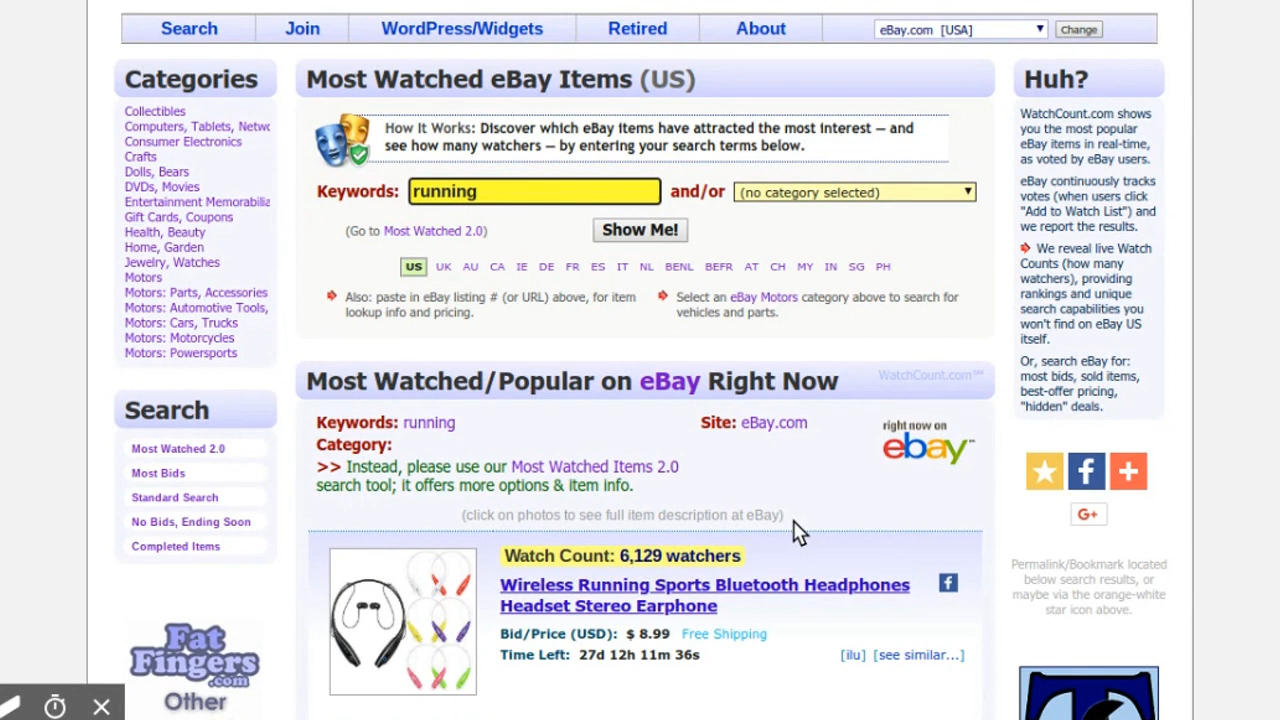 Search Join WordPress/Widgets Retired About eBay.com [USA] Change
Categories
Collectibles
Computers, Tablets, Netwo
Consumer Electronics
Crafts
Dolls, Bears
DVDs, Movies
Entertainment Memorabilia
Gift Cards, Coupons
Health, Beauty
Home, Garden
Jewelry, Watches
Motors
Motors: Parts, Accessories
Motors: Automotive Tools,
Motors: Cars, Trucks
Motors: Motorcycles
Motors: Powersports
Search
Most Watched 2.0
Most Bids
Standard Search
No Bids, Ending Soon
Completed Items
Fat
Fingers
.com
Other
Most Watched eBay Items (US)
How It Works: Discover which eBay items have attracted the most interest — and
see how many watchers — by entering your search terms below.
Keywords: running and/or (no category selected)
(Go to Most Watched 2.0) Show Me!
US UK AU CA IE DE FR ES IT NL BENL BEFR AT CH MY IN SG PH
Also: paste in eBay listing # (or URL) above, for item
lookup info and pricing.
Select an eBay Motors category above to search for
vehicles and parts.
Most Watched/Popular on eBay Right Now WatchCount.com℠
Keywords: running Site: eBay.com
Category:
>> Instead, please use our Most Watched Items 2.0
search tool; it offers more options & item info.
right now on
ebay™
(click on photos to see full item description at eBay)
Watch Count: 6,129 watchers
Wireless Running Sports Bluetooth Headphones
Headset Stereo Earphone
Bid/Price (USD): $ 8.99 Free Shipping
Time Left: 27d 12h 11m 36s [ilu] [see similar...]
Huh?
WatchCount.com shows
you the most popular
eBay items in real-time,
as voted by eBay users.
eBay continuously tracks
votes (when users click
"Add to Watch List") and
we report the results.
We reveal live Watch
Counts (how many
watchers), providing
rankings and unique
search capabilities you
won't find on eBay US
itself.
Or, search eBay for:
most bids, sold items,
best-offer pricing,
"hidden" deals.
G+
Permalink/Bookmark located
below search results, or
maybe via the orange-white
star icon above.